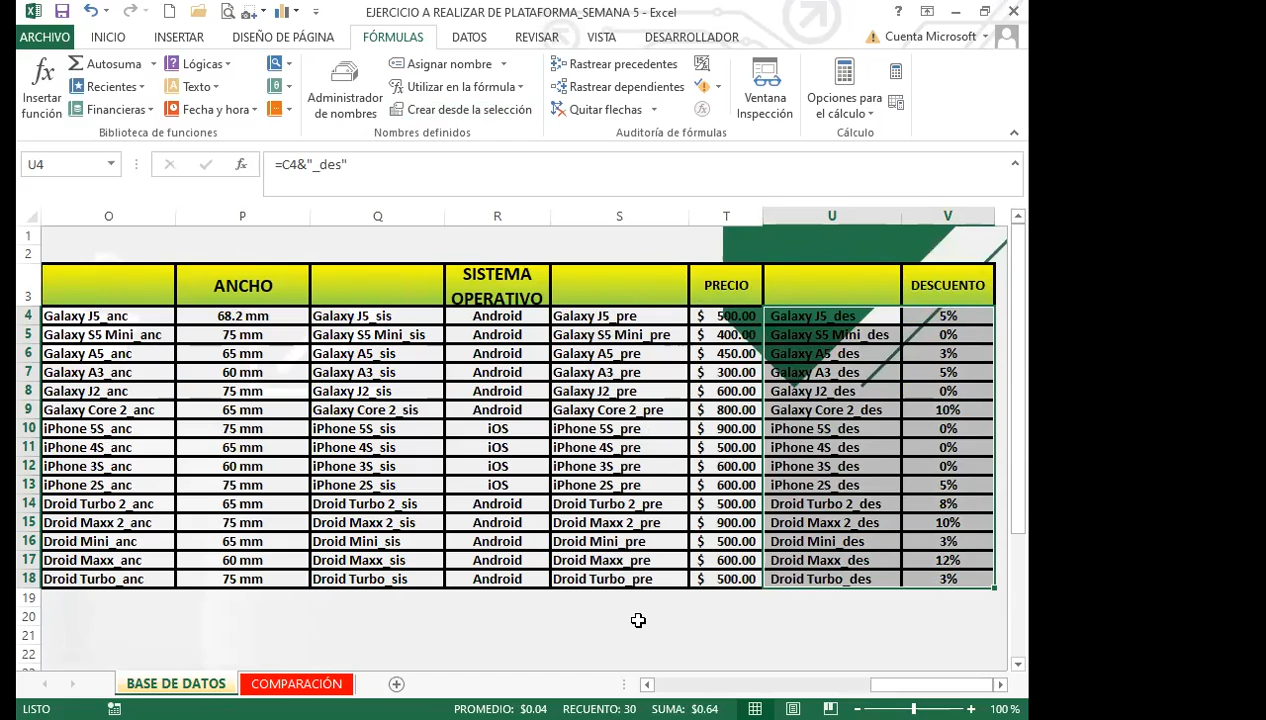 EJERCICIO A REALIZAR DE PLATAFORMA_SEMANA 5 - Excel
ARCHIVO INICIO INSERTAR DISEÑO DE PÁGINA FÓRMULAS DATOS REVISAR VISTA DESARROLLADOR Cuenta Microsoft
Insertar función
Autosuma
Recientes
Financieras
Lógicas
Texto
Fecha y hora
Biblioteca de funciones
Administrador de nombres
Asignar nombre
Utilizar en la fórmula
Crear desde la selección
Nombres definidos
Rastrear precedentes
Rastrear dependientes
Quitar flechas
Auditoría de fórmulas
Ventana Inspección
Opciones para el cálculo
Cálculo
U4 fx =C4&"_des"
O P Q R S T U V
1
2
3 ANCHO SISTEMA OPERATIVO PRECIO DESCUENTO
4 Galaxy J5_anc 68.2 mm Galaxy J5_sis Android Galaxy J5_pre $ 500.00 Galaxy J5_des 5%
5 Galaxy S5 Mini_anc 75 mm Galaxy S5 Mini_sis Android Galaxy S5 Mini_pre $ 400.00 Galaxy S5 Mini_des 0%
6 Galaxy A5_anc 65 mm Galaxy A5_sis Android Galaxy A5_pre $ 450.00 Galaxy A5_des 3%
7 Galaxy A3_anc 60 mm Galaxy A3_sis Android Galaxy A3_pre $ 300.00 Galaxy A3_des 5%
8 Galaxy J2_anc 75 mm Galaxy J2_sis Android Galaxy J2_pre $ 600.00 Galaxy J2_des 0%
9 Galaxy Core 2_anc 65 mm Galaxy Core 2_sis Android Galaxy Core 2_pre $ 800.00 Galaxy Core 2_des 10%
10 iPhone 5S_anc 75 mm iPhone 5S_sis iOS iPhone 5S_pre $ 900.00 iPhone 5S_des 0%
11 iPhone 4S_anc 65 mm iPhone 4S_sis iOS iPhone 4S_pre $ 500.00 iPhone 4S_des 0%
12 iPhone 3S_anc 60 mm iPhone 3S_sis iOS iPhone 3S_pre $ 600.00 iPhone 3S_des 0%
13 iPhone 2S_anc 75 mm iPhone 2S_sis iOS iPhone 2S_pre $ 600.00 iPhone 2S_des 5%
14 Droid Turbo 2_anc 65 mm Droid Turbo 2_sis Android Droid Turbo 2_pre $ 500.00 Droid Turbo 2_des 8%
15 Droid Maxx 2_anc 75 mm Droid Maxx 2_sis Android Droid Maxx 2_pre $ 900.00 Droid Maxx 2_des 10%
16 Droid Mini_anc 65 mm Droid Mini_sis Android Droid Mini_pre $ 500.00 Droid Mini_des 3%
17 Droid Maxx_anc 60 mm Droid Maxx_sis Android Droid Maxx_pre $ 600.00 Droid Maxx_des 12%
18 Droid Turbo_anc 75 mm Droid Turbo_sis Android Droid Turbo_pre $ 500.00 Droid Turbo_des 3%
19
20
21
22
BASE DE DATOS COMPARACIÓN
LISTO PROMEDIO: $0.04 RECUENTO: 30 SUMA: $0.64 100 %